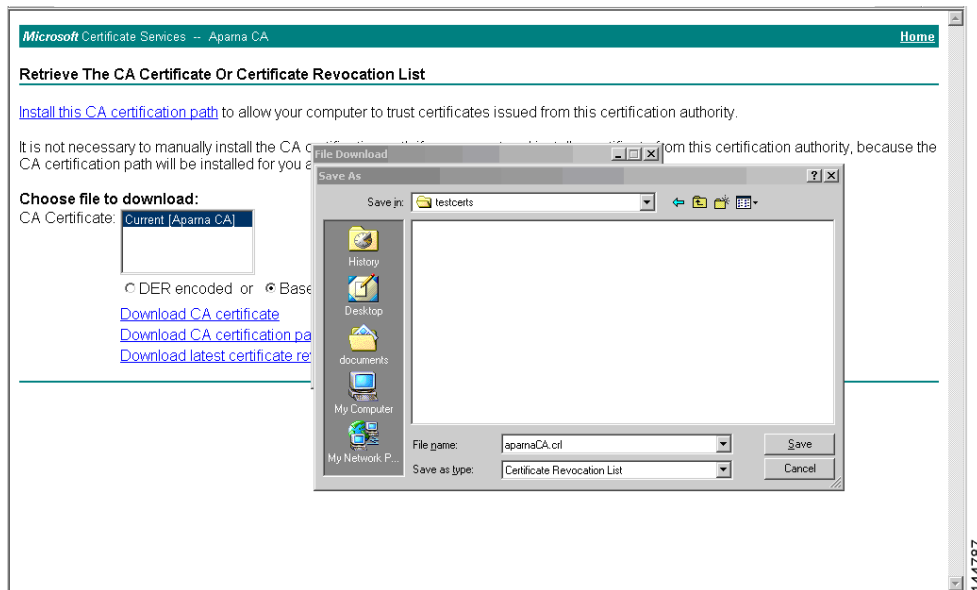 Microsoft Certificate Services -- Aparna CA
Home
Retrieve The CA Certificate Or Certificate Revocation List
Install this CA certification path to allow your computer to trust certificates issued from this certification authority.
It is not necessary to manually install the CA from this certification authority, because the
CA certification path will be installed for you
Choose file to download:
CA Certificate:
Current [Aparna CA]
DER encoded or Base
Download CA certificate
Download CA certification pa
Download latest certificate re
File Download
Save As
Save in:
testcerts
History
Desktop
documents
My Computer
My Network P...
File name:
aparnaCA.crl
Save
Save as type:
Certificate Revocation List
Cancel
144787